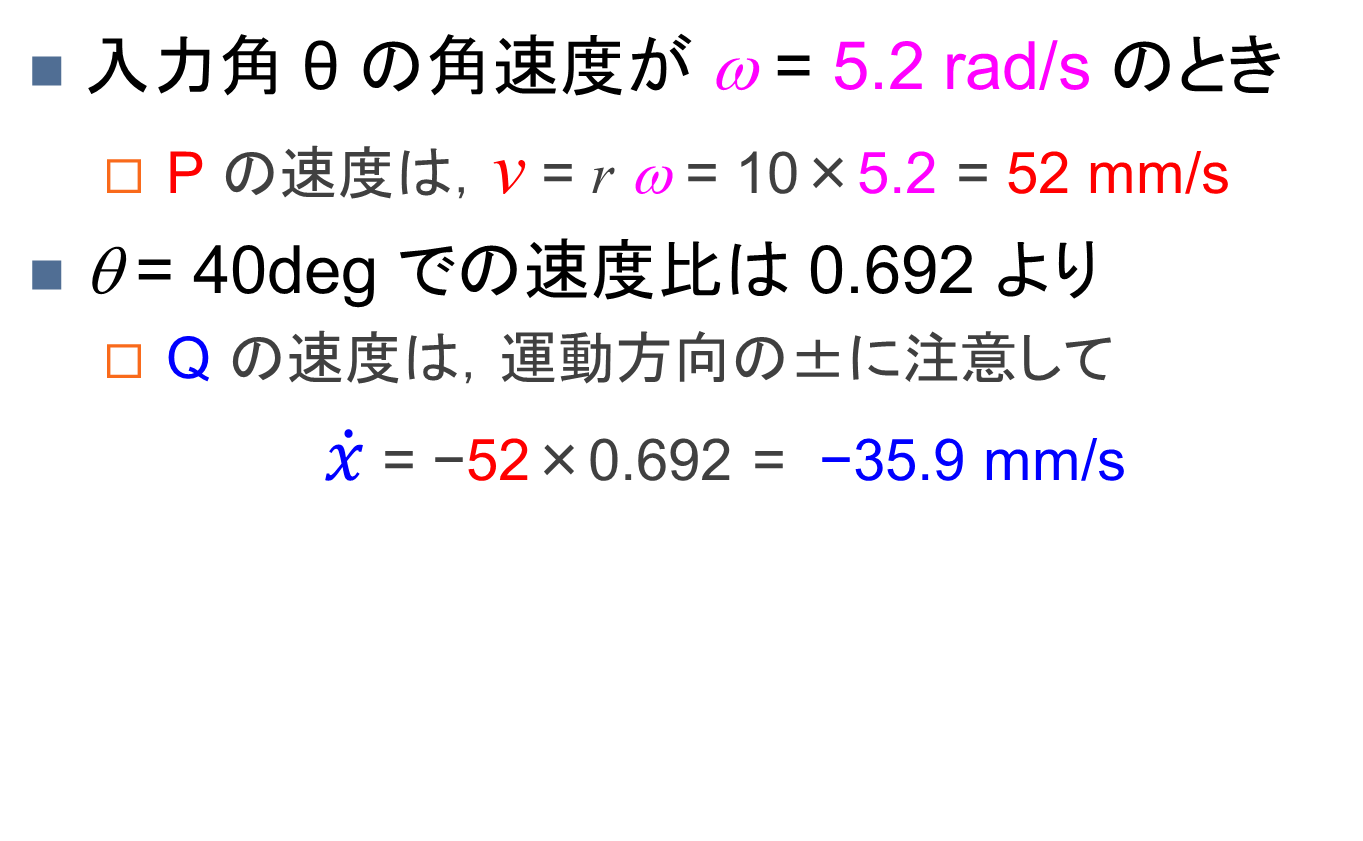 ■ 入力角 θ の角速度が ω = 5.2 rad/s のとき
□ P の速度は, v = r ω = 10×5.2 = 52 mm/s
■ θ = 40deg での速度比は 0.692 より
□ Q の速度は, 運動方向の±に注意して
ẋ = −52×0.692 = −35.9 mm/s